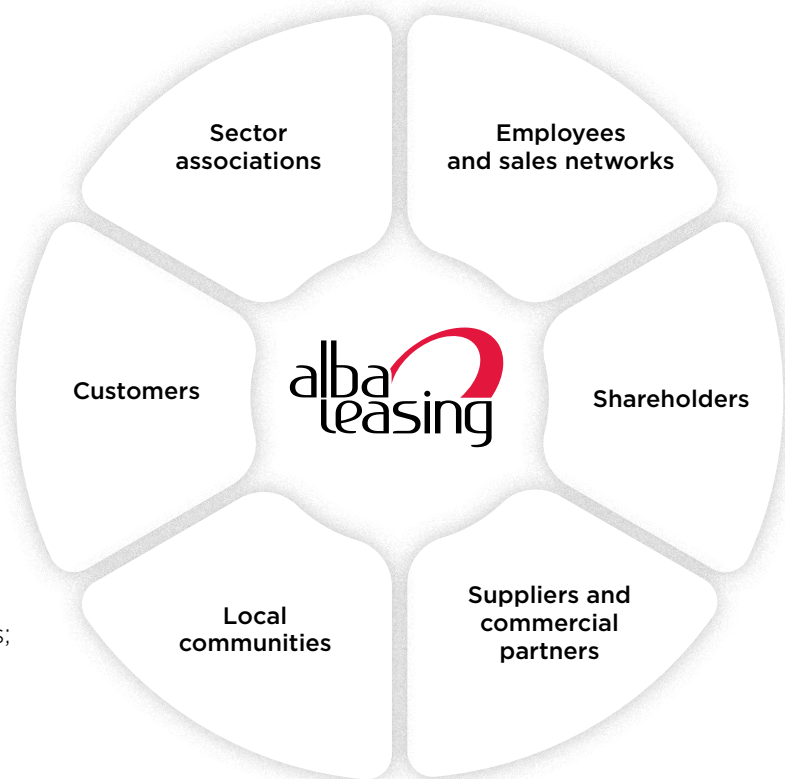 Sector
associations
Employees
and sales networks
Customers
alba
leasing
Shareholders
Local
communities
Suppliers and
commercial
partners
s;